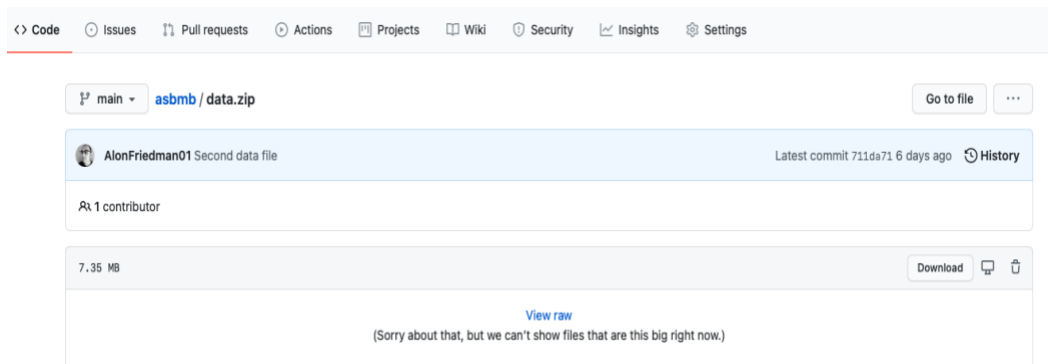 <> Code Issues Pull requests Actions Projects Wiki Security Insights Settings
main asbmb / data.zip Go to file ...
AlonFriedman01 Second data file Latest commit 711da71 6 days ago History
1 contributor
7.35 MB Download
View raw
(Sorry about that, but we can't show files that are this big right now.)